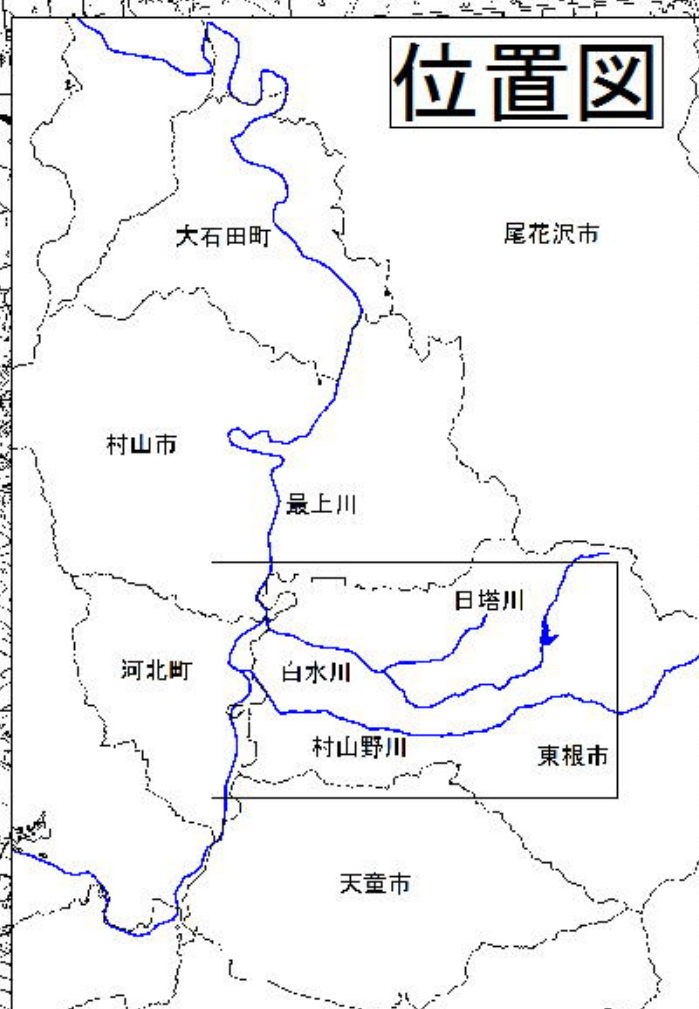 位置図
大石田町
尾花沢市
村山市
最上川
日塔川
河北町
白水川
村山野川
東根市
天童市